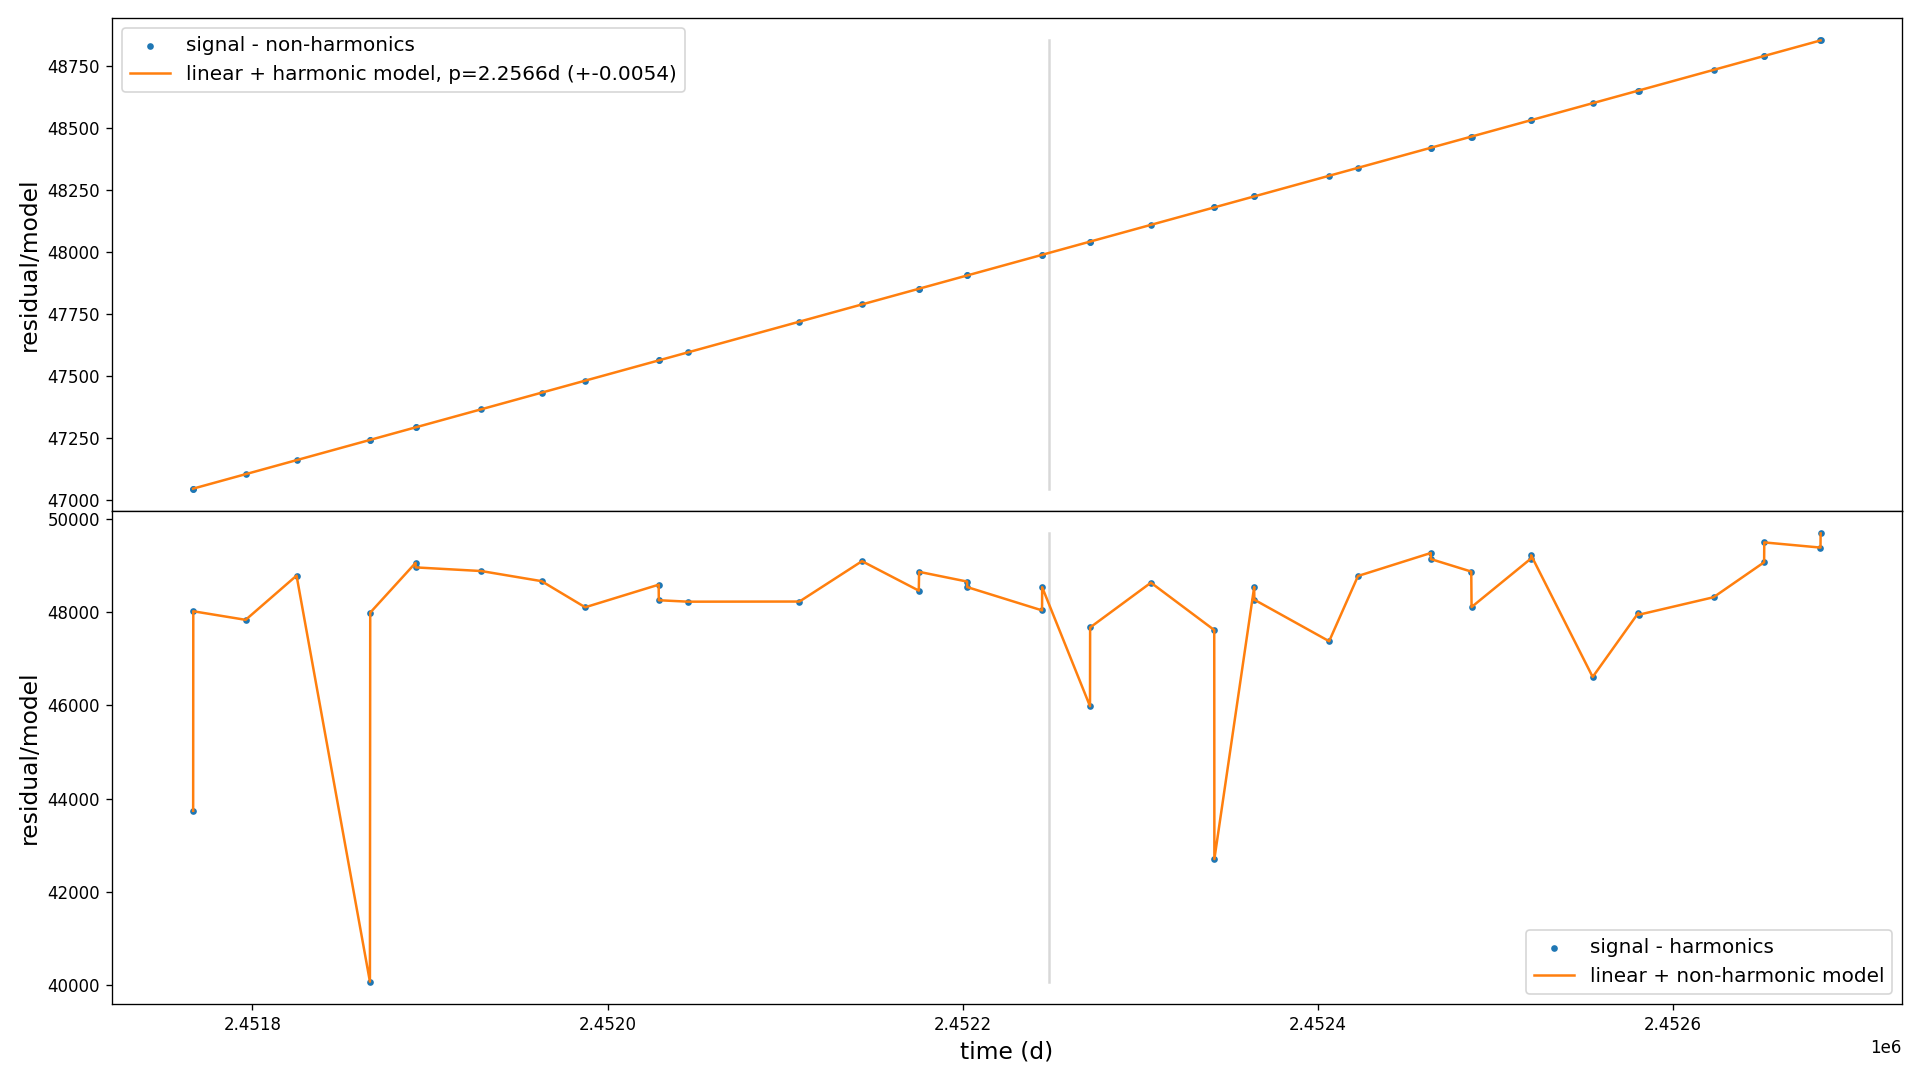 signal - non-harmonics
linear + harmonic model, p=2.2566d (+-0.0054)
residual/model
48750
48500
48250
48000
47750
47500
47250
47000
residual/model
50000
48000
46000
44000
42000
40000
signal - harmonics
linear + non-harmonic model
2.4518
2.4520
2.4522
2.4524
2.4526
1e6
time (d)